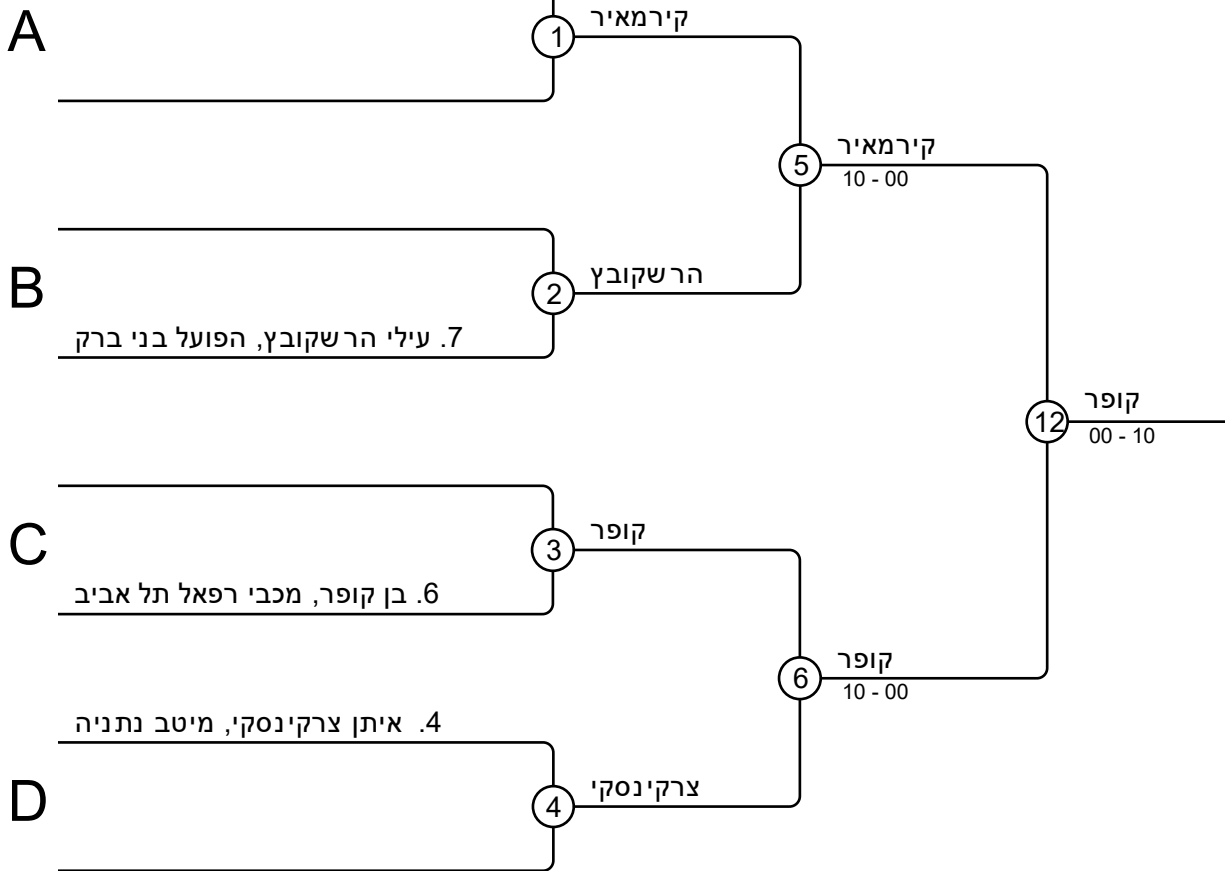 A
1
קירמאיר
5
קירמאיר
10 - 00
B
2
הרשקובץ
7. עילי הרשקובץ, הפועל בני ברק
12
קופר
00 - 10
C
3
קופר
6. בן קופר, מכבי רפאל תל אביב
6
קופר
10 - 00
4. איתן צרקינסקי, מיטב נתניה
D
4
צרקינסקי